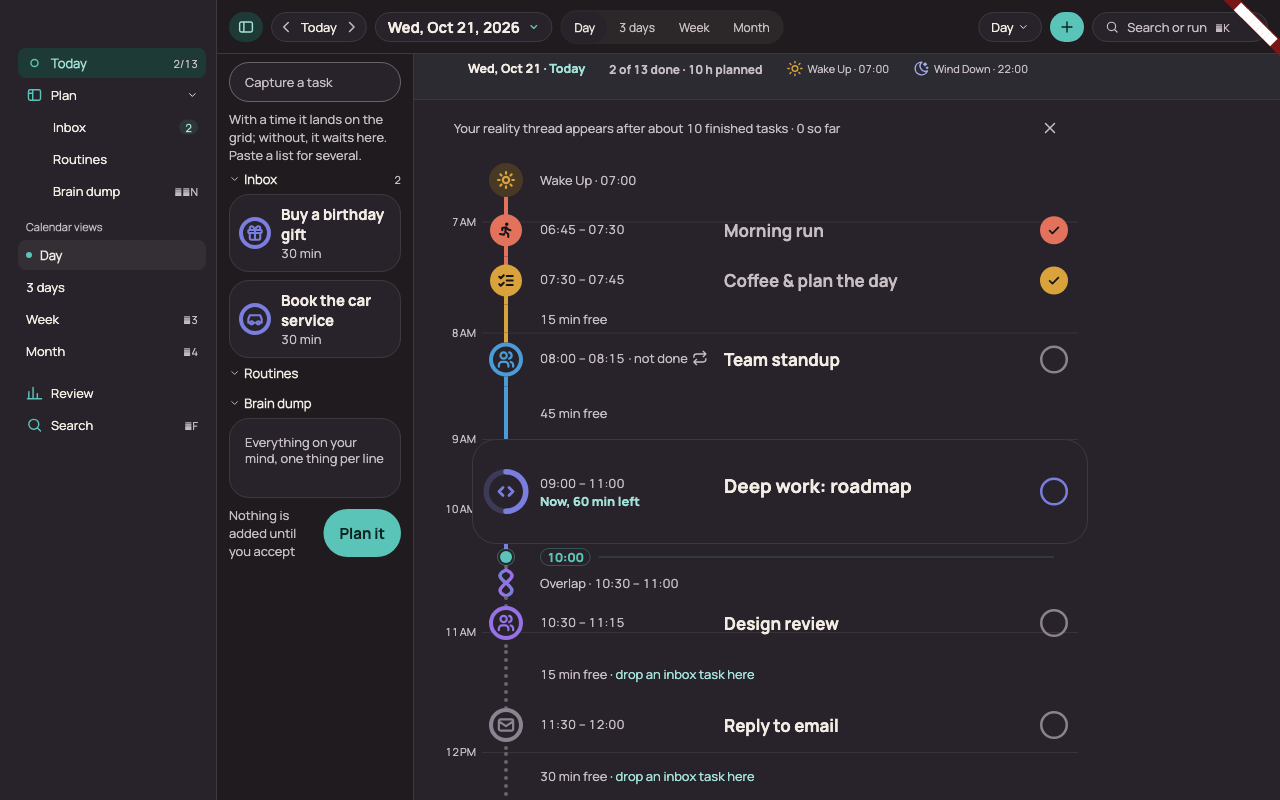 Today
2/13
Plan
Inbox
2
Routines
Brain dump
N
Calendar views
Day
3 days
Week
3
Month
4
Review
Search
F
Today
Wed, Oct 21, 2026
Day
3 days
Week
Month
Day
Search or run
K
Capture a task
With a time it lands on the
grid; without, it waits here.
Paste a list for several.
Inbox
2
Buy a birthday
gift
30 min
Book the car
service
30 min
Routines
Brain dump
Everything on your
mind, one thing per line
Nothing is
added until
you accept
Plan it
Wed, Oct 21 · Today
2 of 13 done · 10 h planned
Wake Up · 07:00
Wind Down · 22:00
Your reality thread appears after about 10 finished tasks · 0 so far
Wake Up · 07:00
7 AM
06:45 – 07:30
Morning run
07:30 – 07:45
Coffee & plan the day
15 min free
8 AM
08:00 – 08:15 · not done
Team standup
45 min free
9 AM
09:00 – 11:00
Now, 60 min left
Deep work: roadmap
10 AM
10:00
Overlap · 10:30 – 11:00
10:30 – 11:15
Design review
11 AM
15 min free · drop an inbox task here
11:30 – 12:00
Reply to email
12 PM
30 min free · drop an inbox task here